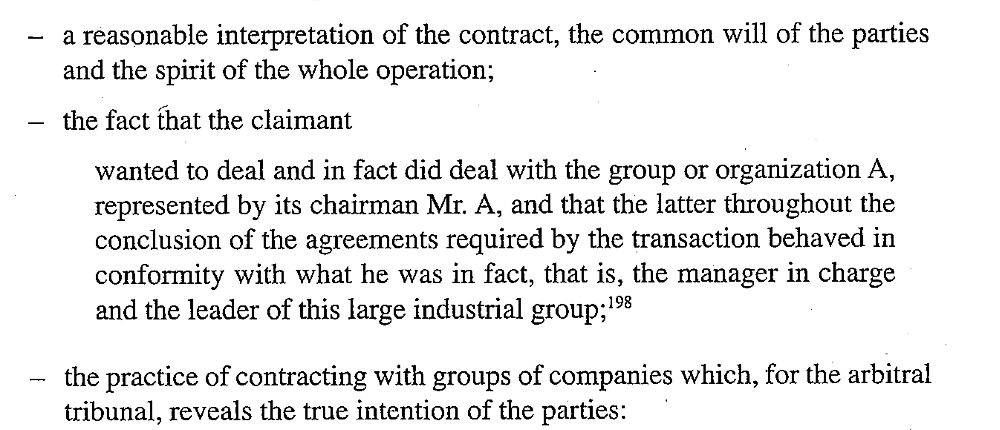 – a reasonable interpretation of the contract, the common will of the parties
and the spirit of the whole operation;
– the fact that the claimant
wanted to deal and in fact did deal with the group or organization A,
represented by its chairman Mr. A, and that the latter throughout the
conclusion of the agreements required by the transaction behaved in
conformity with what he was in fact, that is, the manager in charge
and the leader of this large industrial group;198
– the practice of contracting with groups of companies which, for the arbitral
tribunal, reveals the true intention of the parties: